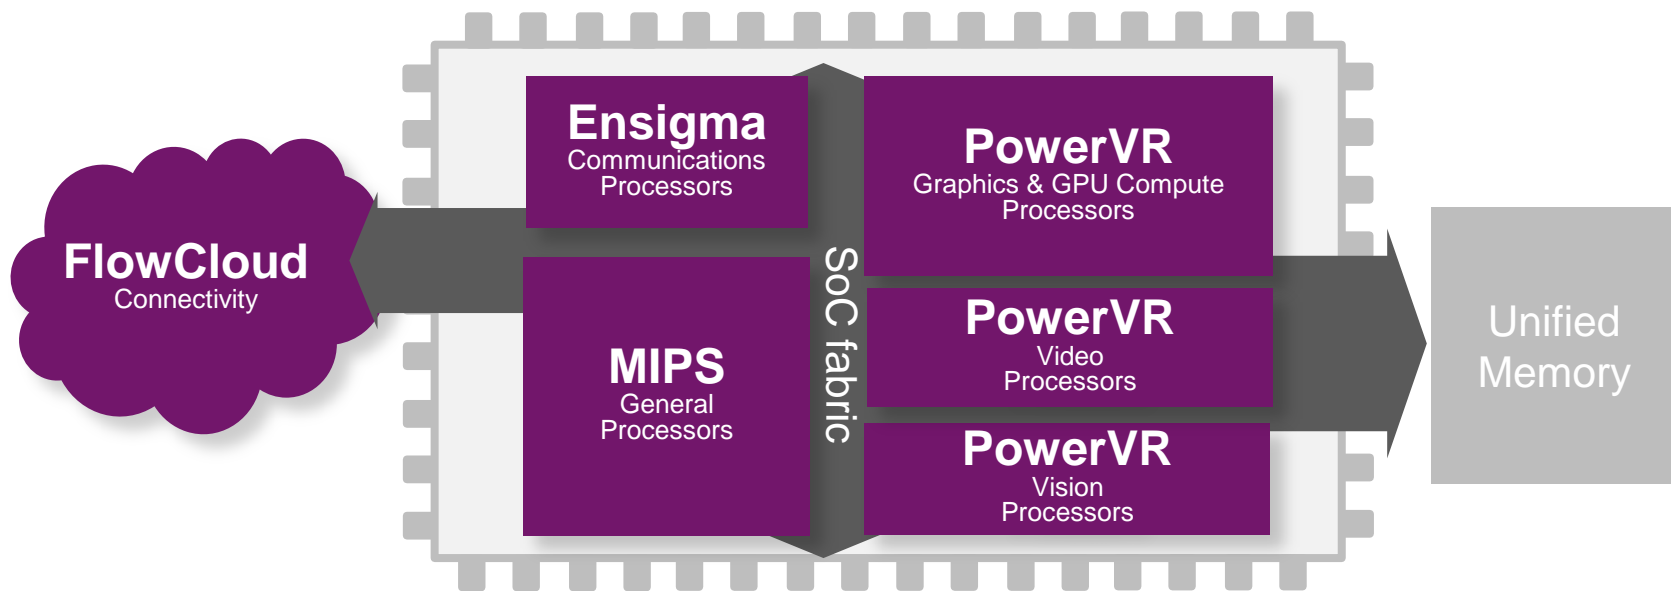 FlowCloud
Connectivity
Ensigma
Communications
Processors
MIPS
General
Processors
SoC fabric
PowerVR
Graphics & GPU Compute
Processors
PowerVR
Video
Processors
PowerVR
Vision
Processors
Unified
Memory